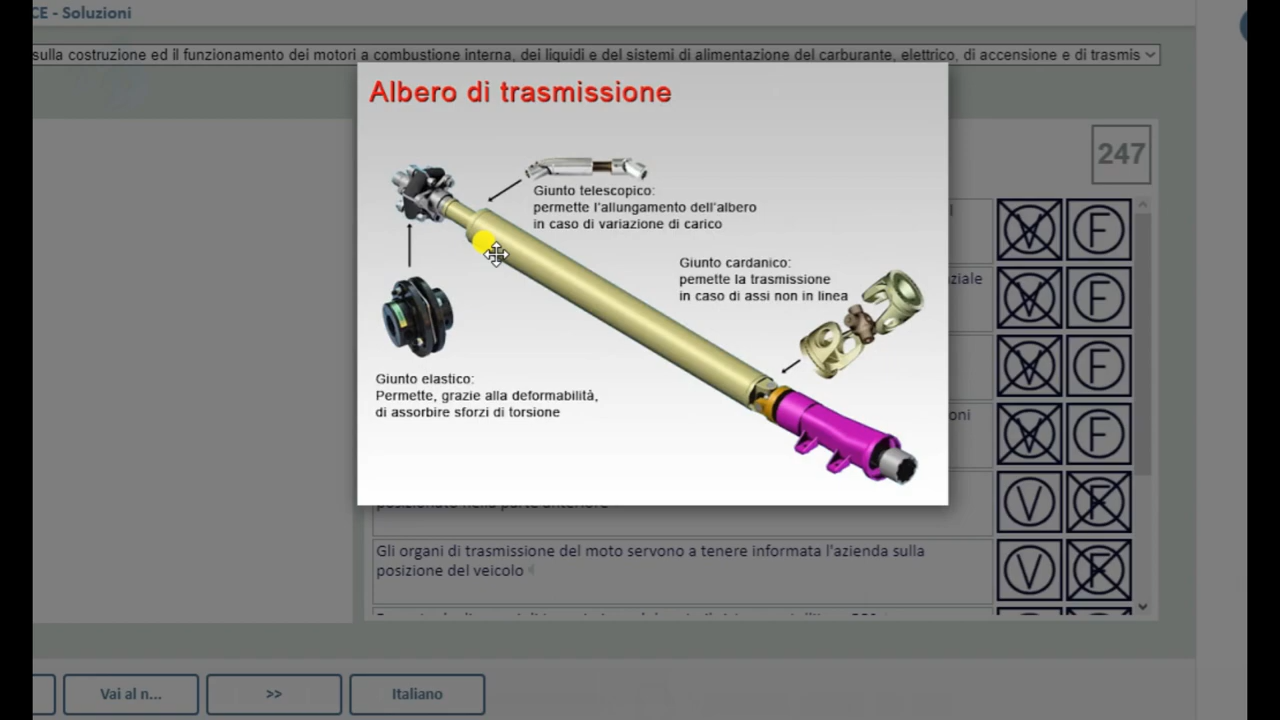 CE - Soluzioni
sulla costruzione ed il funzionamento dei motori a combustione interna, dei liquidi e del sistemi di alimentazione del carburante, elettrico, di accensione e di trasmis
Albero di trasmissione
247
Giunto telescopico:
permette l'allungamento dell'albero
in caso di variazione di carico
Giunto cardanico:
pemette la trasmissione
in caso di assi non in linea
ziale
Giunto elastico:
Permette, grazie alla deformabilità,
di assorbire sforzi di torsione
oni
V F
V F
V F
V F
V F
posizionato nella parte anteriore
Gli organi di trasmissione del moto servono a tenere informata l'azienda sulla
posizione del veicolo
V F
Vai al n...
>>
Italiano